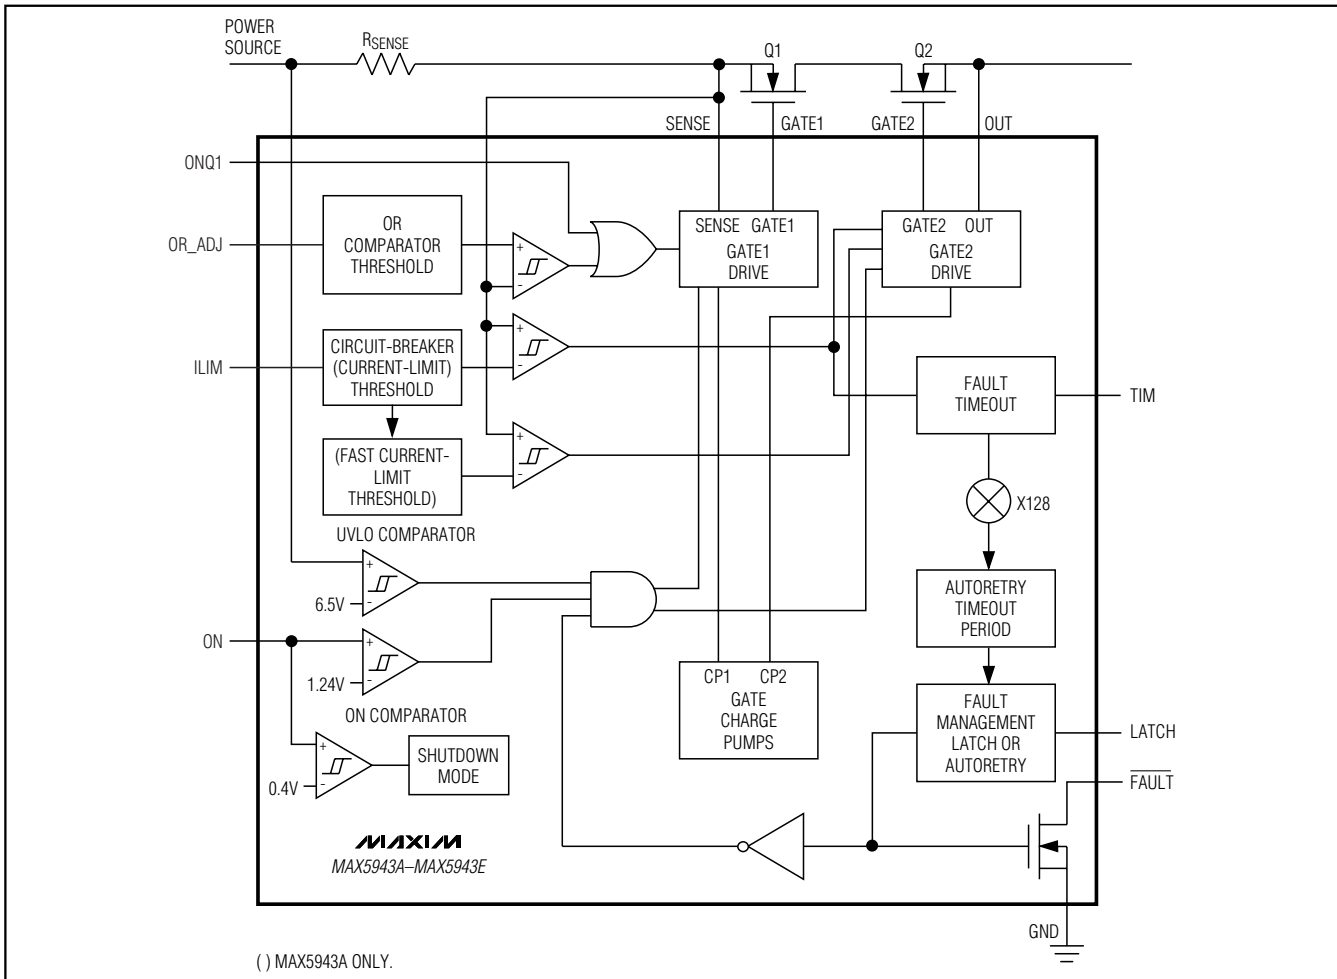 POWER
SOURCE
RSENSE
Q1
Q2
SENSE
GATE1
GATE2
OUT
ONQ1
OR_ADJ
OR
COMPARATOR
THRESHOLD
+
-
SENSE GATE1
GATE1
DRIVE
GATE2 OUT
GATE2
DRIVE
ILIM
CIRCUIT-BREAKER
(CURRENT-LIMIT)
THRESHOLD
+
-
FAULT
TIMEOUT
TIM
(FAST CURRENT-
LIMIT
THRESHOLD)
+
-
X128
UVLO COMPARATOR
+
6.5V
-
AUTORETRY
TIMEOUT
PERIOD
ON
+
1.24V
-
ON COMPARATOR
CP1 CP2
GATE
CHARGE
PUMPS
FAULT
MANAGEMENT
LATCH OR
AUTORETRY
LATCH
+
0.4V
-
SHUTDOWN
MODE
FAULT
MAXIM
MAX5943A–MAX5943E
GND
( ) MAX5943A ONLY.